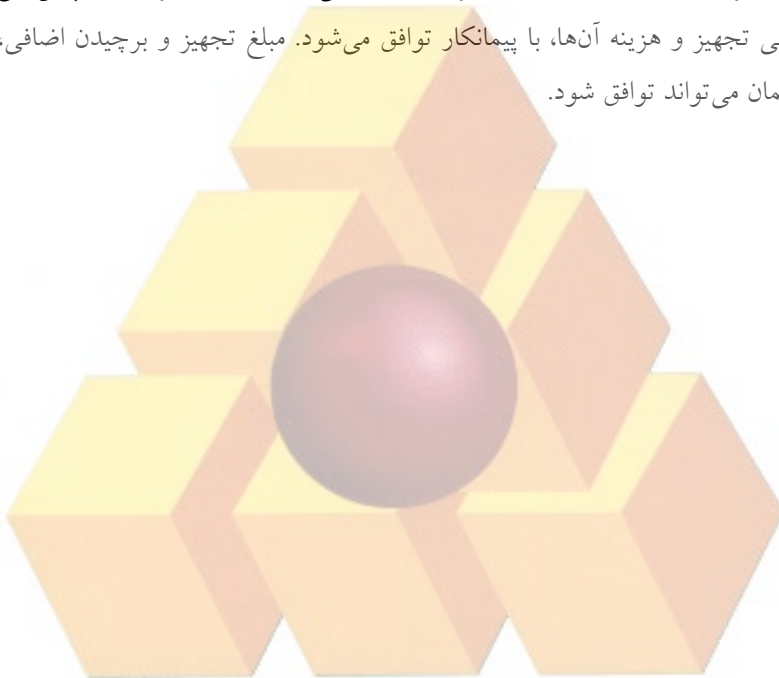 ی تجهیز و هزینه آن‌ها، با پیمانکار توافق می‌شود. مبلغ تجهیز و برچیدن اضافی،
مان می‌تواند توافق شود.